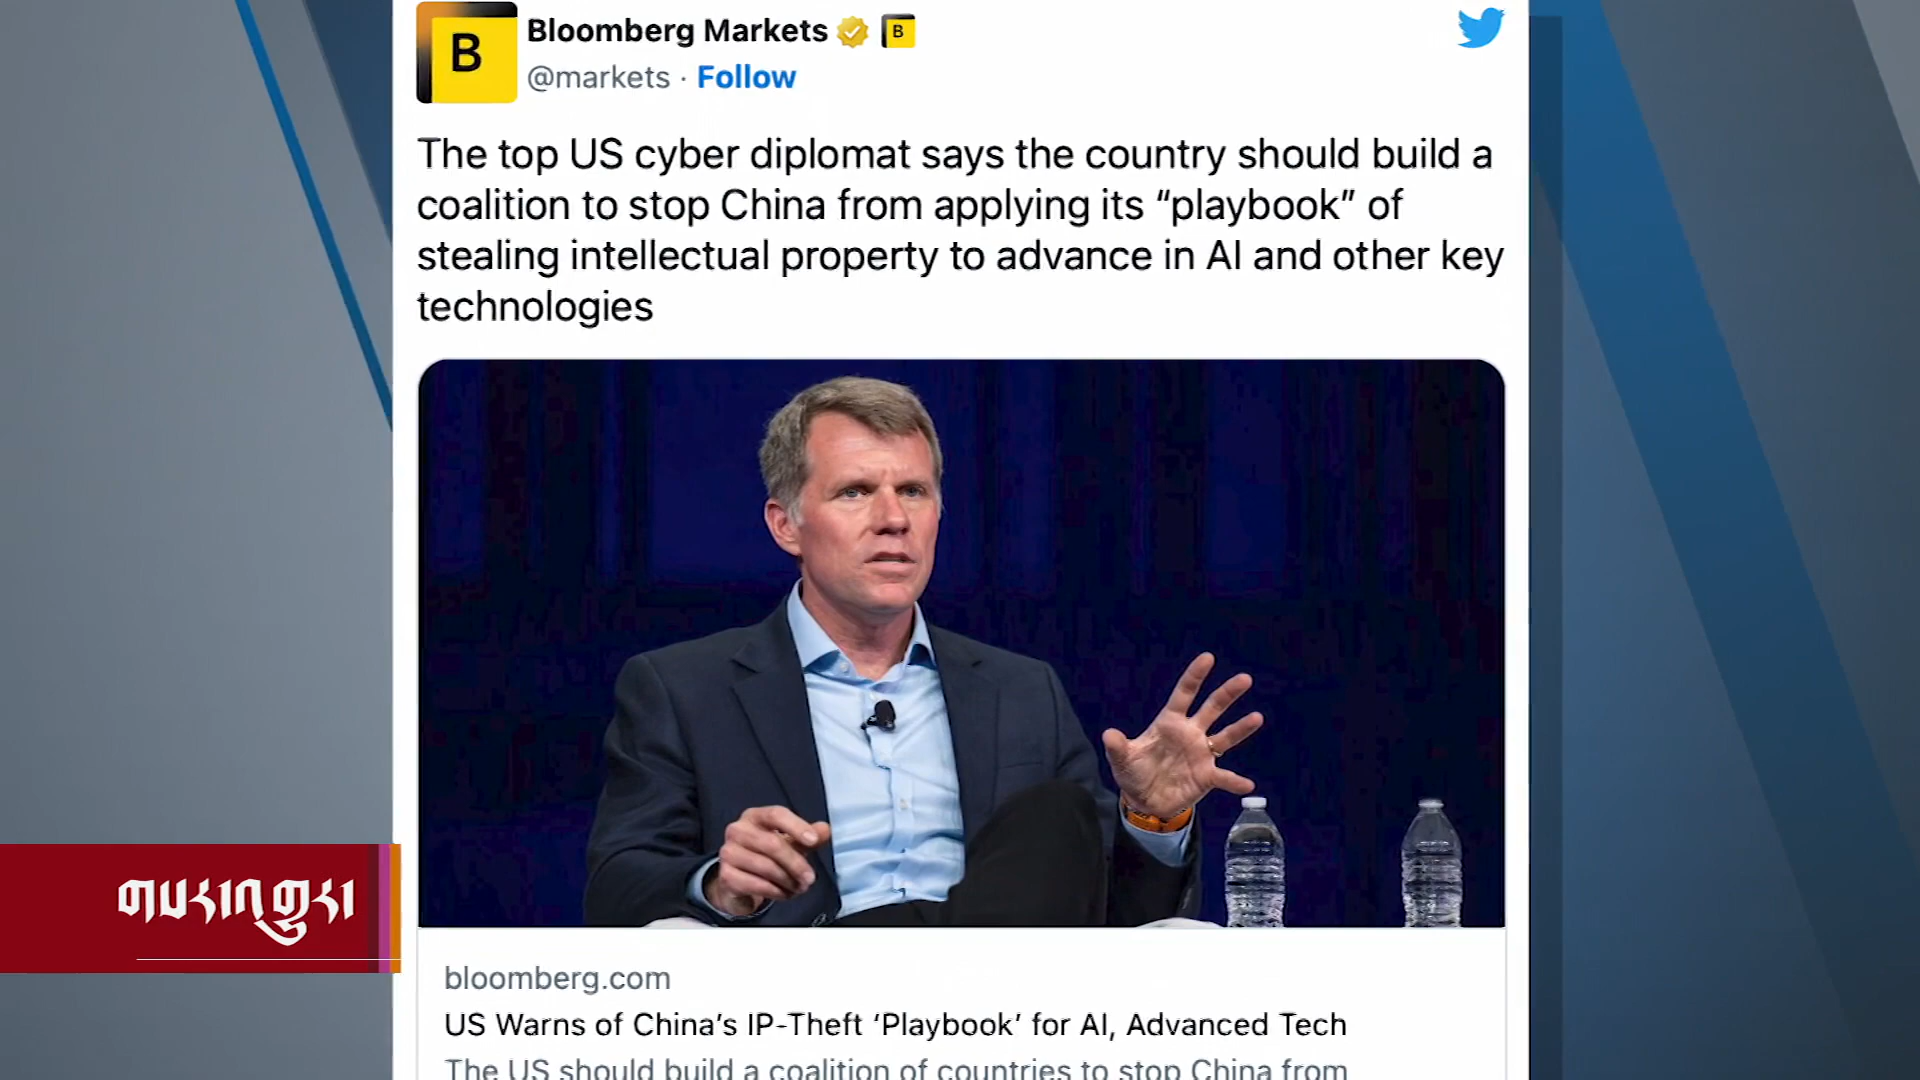 B
Bloomberg Markets B
@markets · Follow
The top US cyber diplomat says the country should build a
coalition to stop China from applying its “playbook” of
stealing intellectual property to advance in AI and other key
technologies
bloomberg.com
US Warns of China’s IP-Theft ‘Playbook’ for AI, Advanced Tech
The US should build a coalition of countries to stop China from